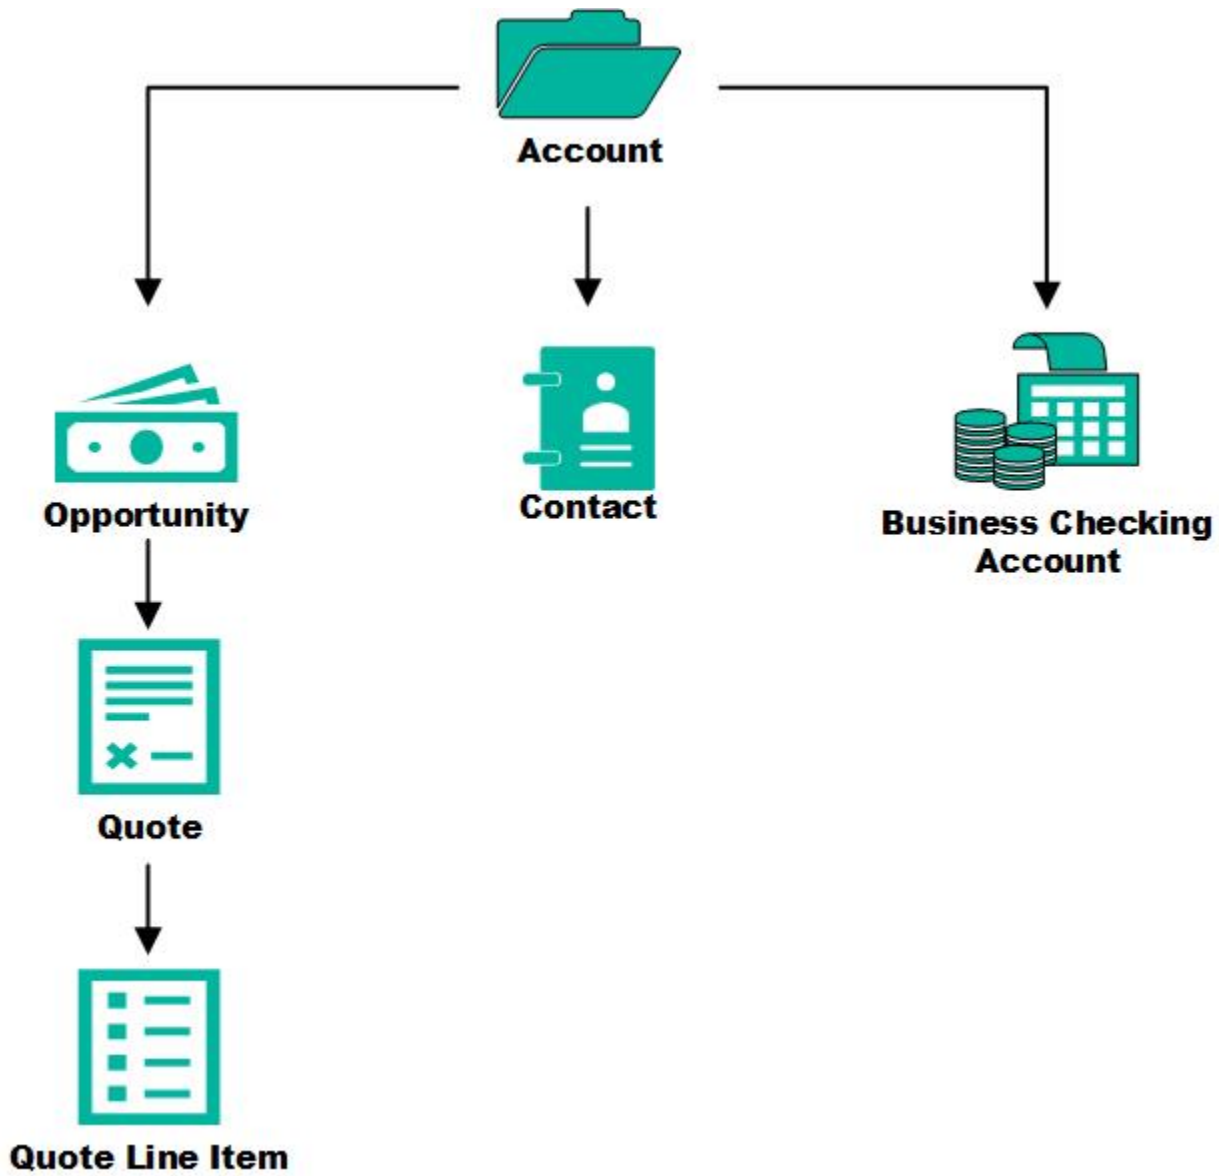 Account
Opportunity
Contact
Business Checking
Account
Quote
Quote Line Item